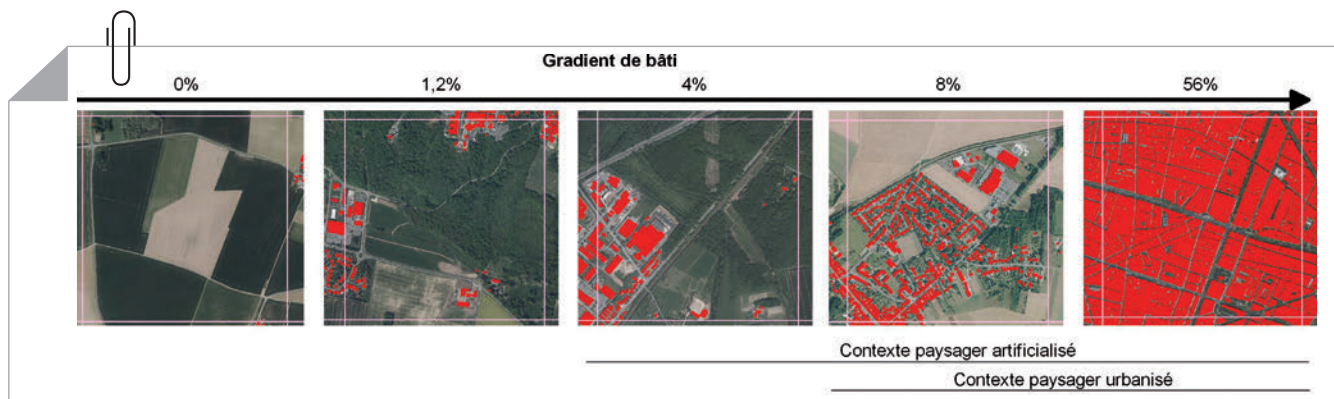 Gradient de bâti
0% 1,2% 4% 8% 56%
Contexte paysager artificialisé
Contexte paysager urbanisé